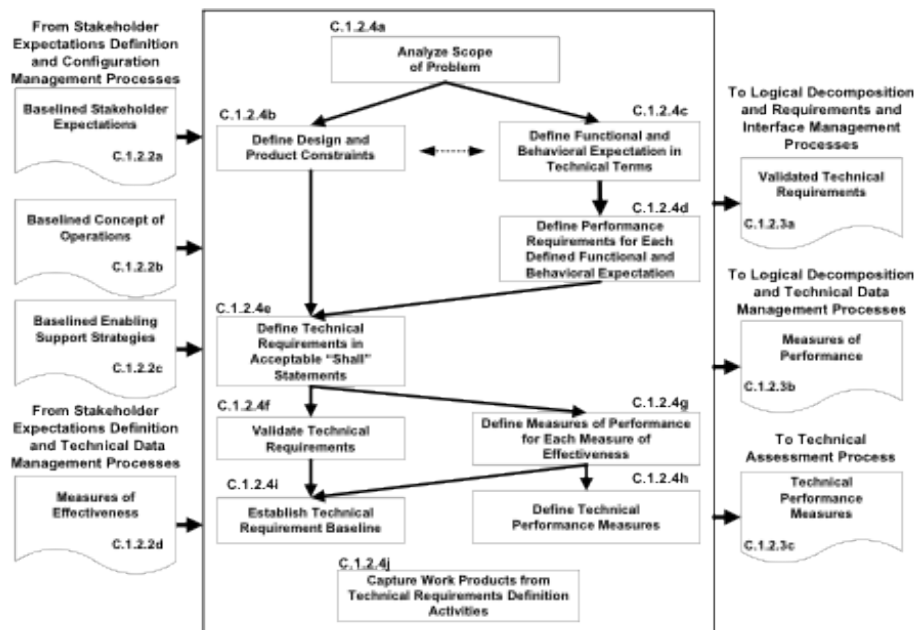 From Stakeholder
Expectations Definition
and Configuration
Management Processes
Baselined Stakeholder
Expectations
C.1.2.2a
Baselined Concept of
Operations
C.1.2.2b
Baselined Enabling
Support Strategies
C.1.2.2c
From Stakeholder
Expectations Definition
and Technical Data
Management Processes
Measures of
Effectiveness
C.1.2.2d
C.1.2.4a
Analyze Scope
of Problem
C.1.2.4b
Define Design and
Product Constraints
C.1.2.4c
Define Functional and
Behavioral Expectation in
Technical Terms
C.1.2.4d
Define Performance
Requirements for Each
Defined Functional and
Behavioral Expectation
C.1.2.4e
Define Technical
Requirements in
Acceptable “Shall”
Statements
C.1.2.4f
Validate Technical
Requirements
C.1.2.4g
Define Measures of Performance
for Each Measure of
Effectiveness
C.1.2.4i
Establish Technical
Requirement Baseline
C.1.2.4h
Define Technical
Performance Measures
C.1.2.4j
Capture Work Products from
Technical Requirements Definition
Activities
To Logical Decomposition
and Requirements and
Interface Management
Processes
Validated Technical
Requirements
C.1.2.3a
To Logical Decomposition
and Technical Data
Management Processes
Measures of
Performance
C.1.2.3b
To Technical
Assessment Process
Technical
Performance
Measures
C.1.2.3c